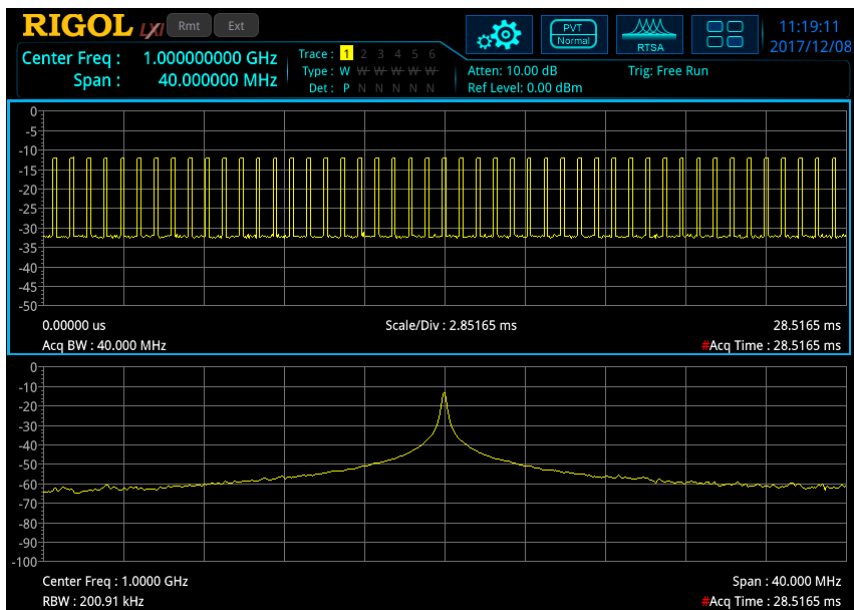 RIGOL LXI Rmt Ext
Center Freq : 1.000000000 GHz
Span : 40.000000 MHz
Trace : 1 2 3 4 5 6
Type : W W W W W W
Det : P N N N N N
PVT
Normal
RTSA
11:19:11
2017/12/08
Atten: 10.00 dB Trig: Free Run
Ref Level: 0.00 dBm
0
-5
-10
-15
-20
-25
-30
-35
-40
-45
-50
0.00000 us Scale/Div : 2.85165 ms 28.5165 ms
Acq BW : 40.000 MHz #Acq Time : 28.5165 ms
0
-10
-20
-30
-40
-50
-60
-70
-80
-90
-100
Center Freq : 1.0000 GHz Span : 40.000 MHz
RBW : 200.91 kHz #Acq Time : 28.5165 ms